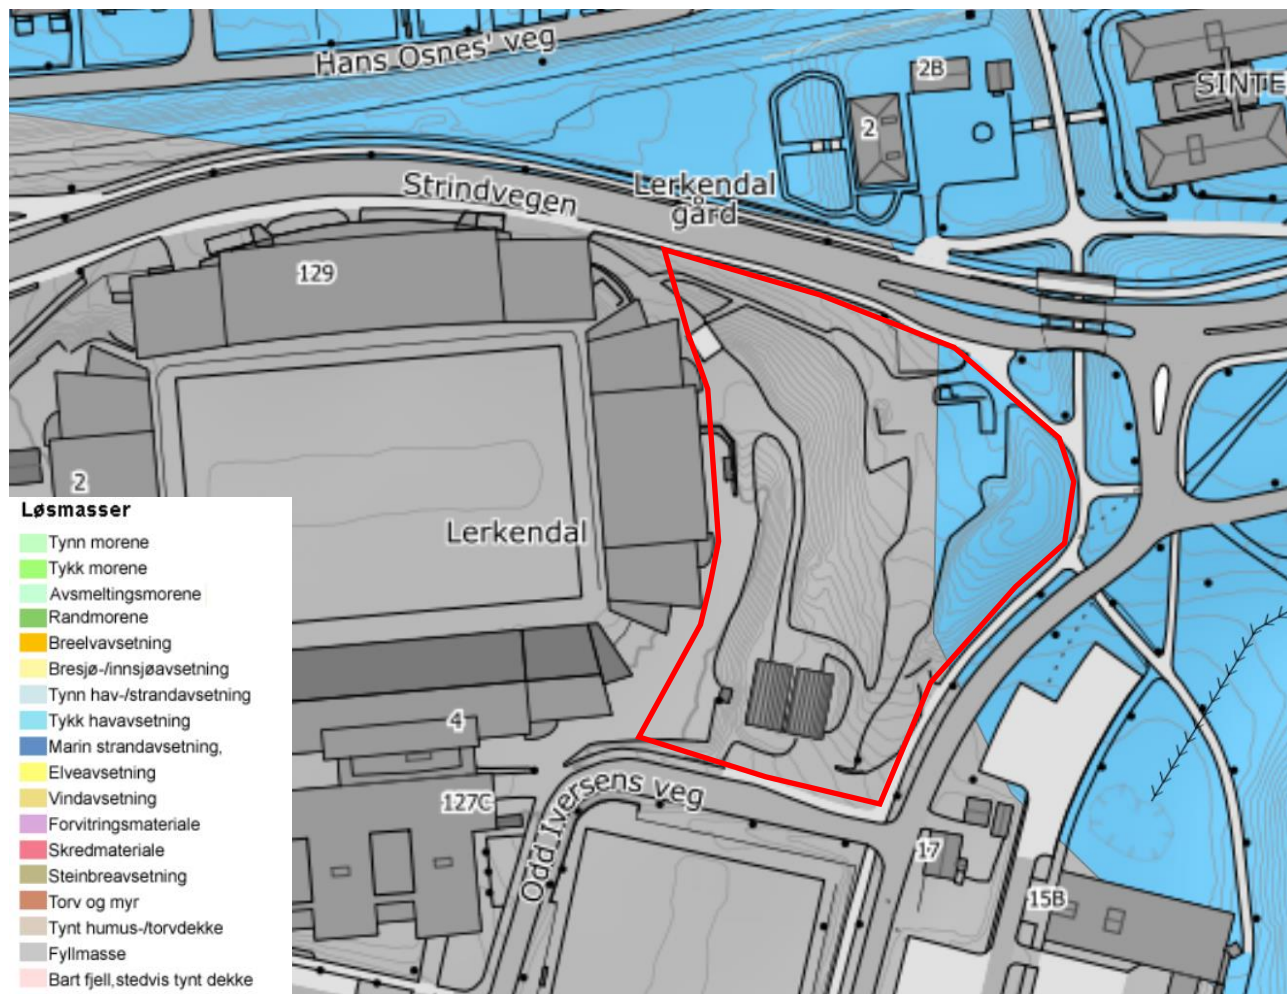 Hans Osnes' veg
2B
SINTE
2
Strindvegen
Lerkendal
gård
129
2
Lerkendal
4
127C
Odd Iversens veg
17
15B
Løsmasser
Tynn morene
Tykk morene
Avsmeltingsmorene
Randmorene
Breelvavsetning
Bresjø-/innsjøavsetning
Tynn hav-/strandavsetning
Tykk havavsetning
Marin strandavsetning,
Elveavsetning
Vindavsetning
Forvitringsmateriale
Skredmateriale
Steinbreavsetning
Torv og myr
Tynt humus-/torvdekke
Fyllmasse
Bart fjell,stedvis tynt dekke